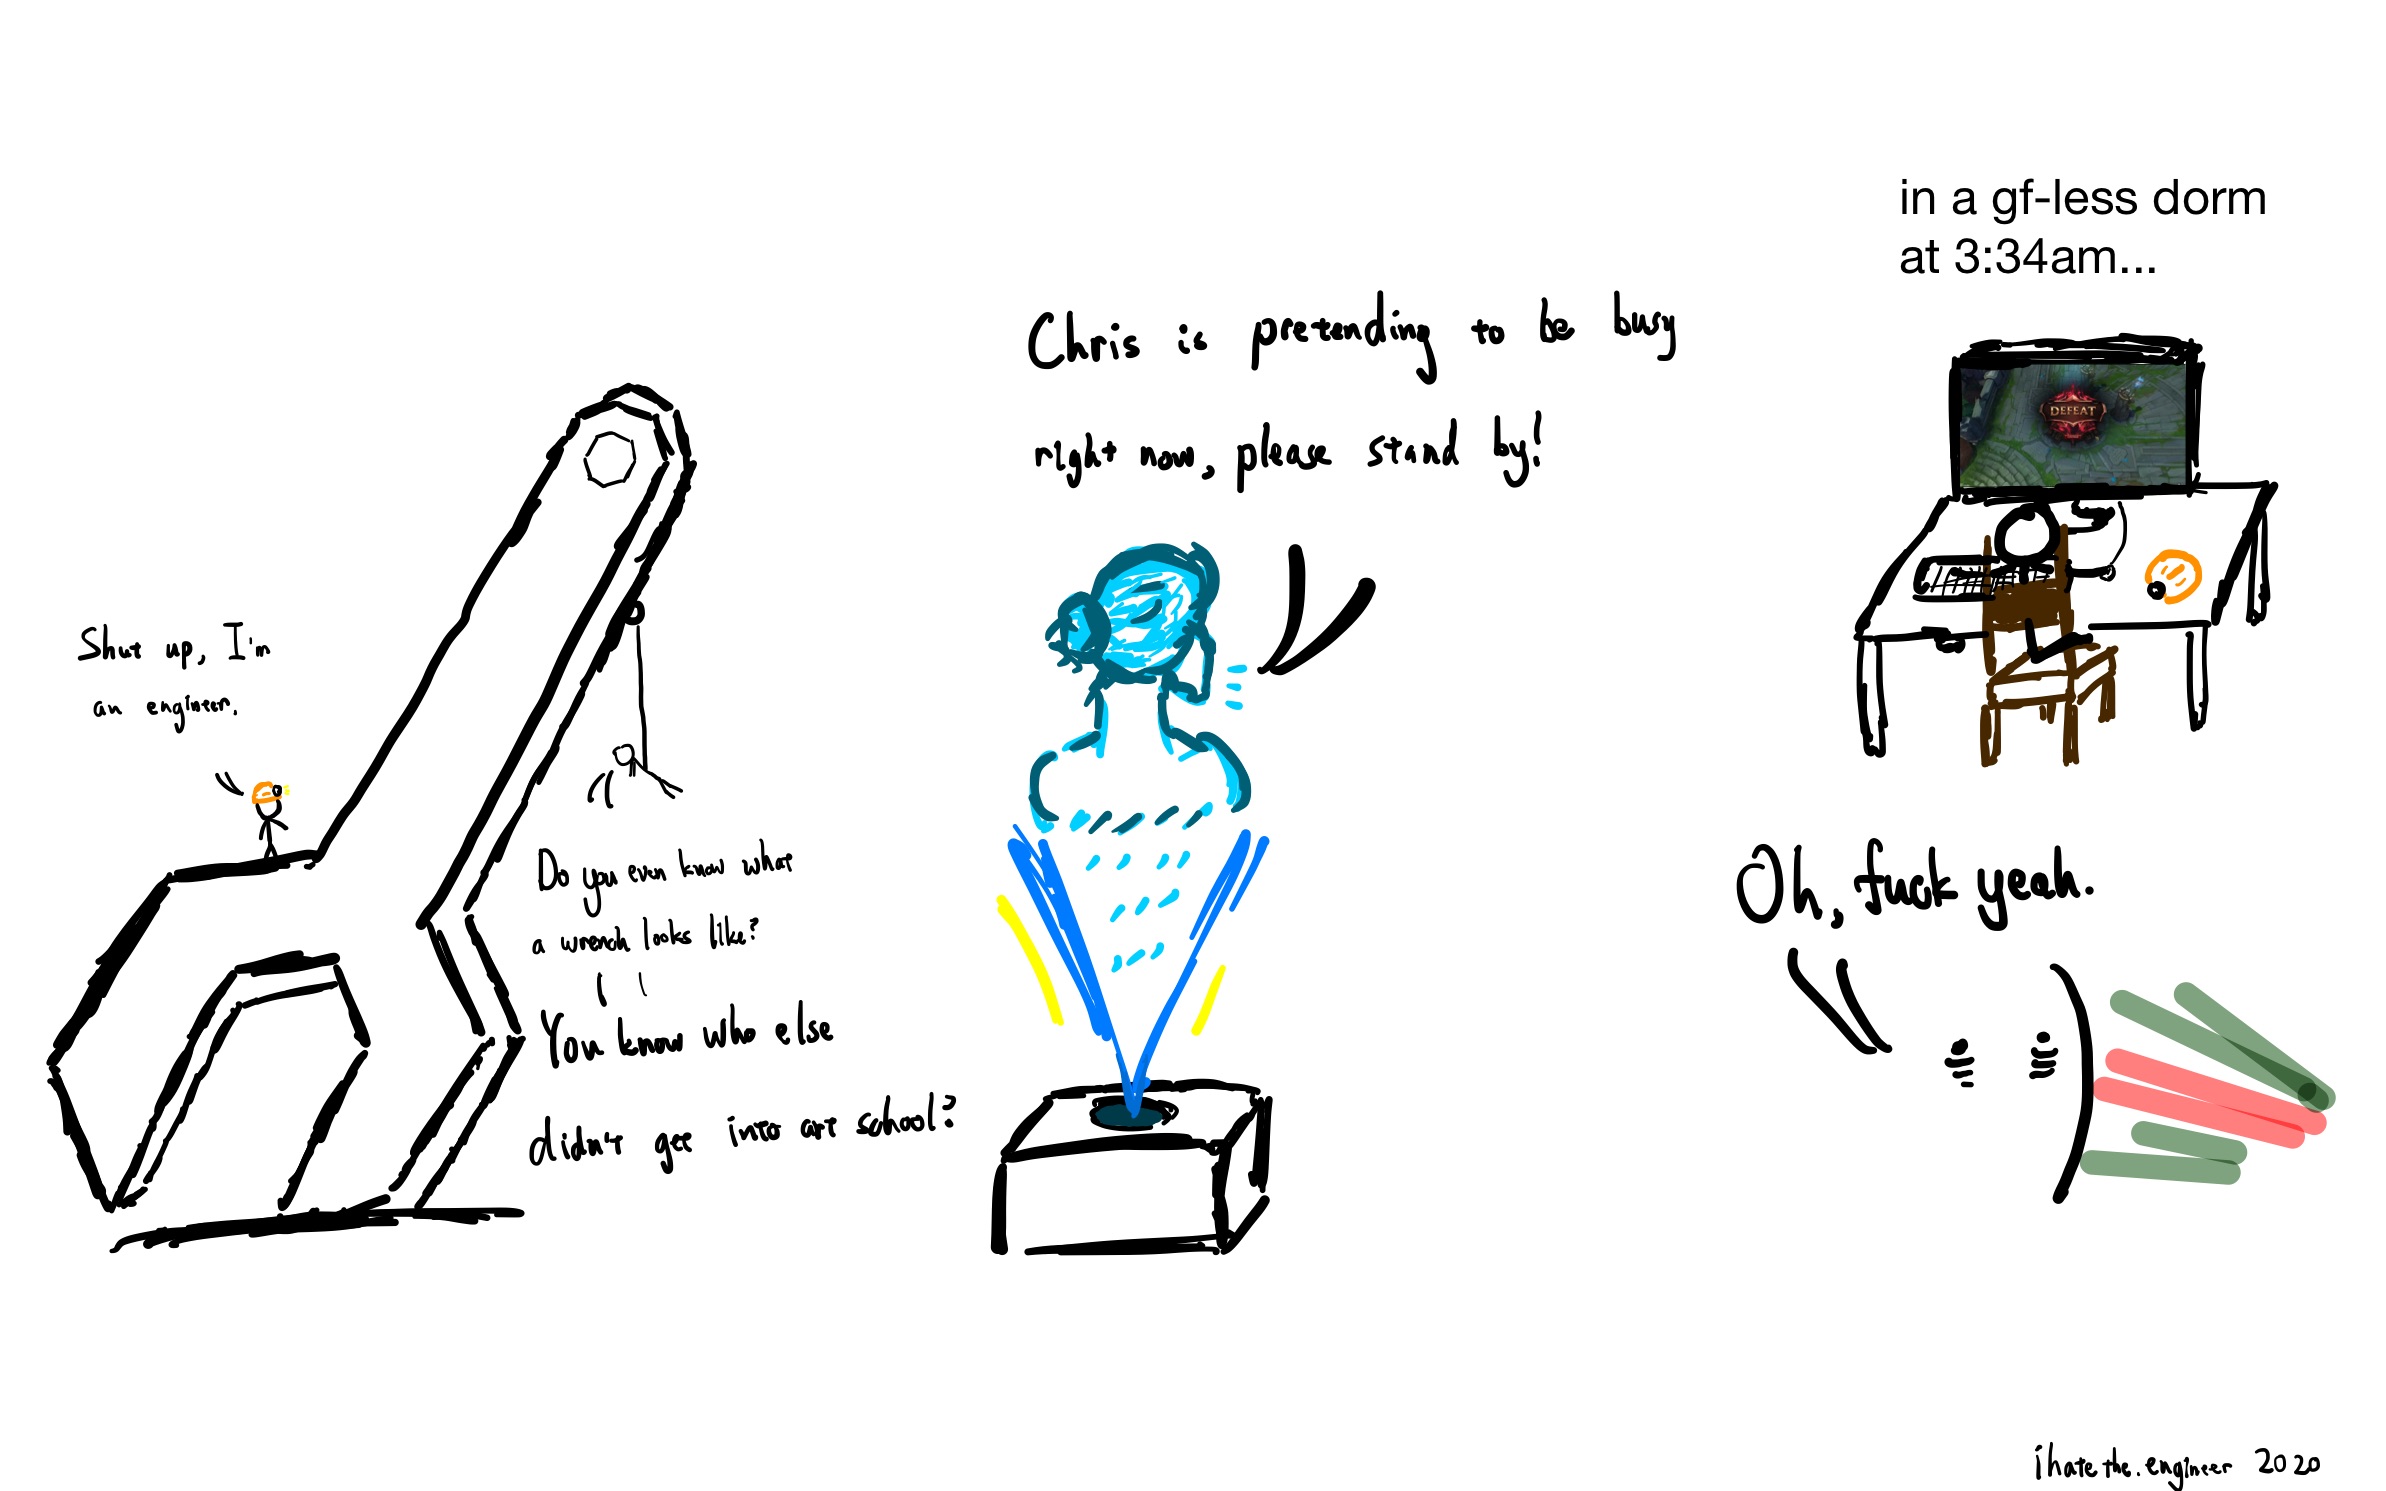 Shut up, I'm
an engineer.
Do you even know what
a wrench looks like?
You know who else
didn't get into art school?
Chris is pretending to be busy
right now, please stand by!
in a gf-less dorm
at 3:34am...
DEFEAT
Oh, fuck yeah.
ihatethe.engineer 2020